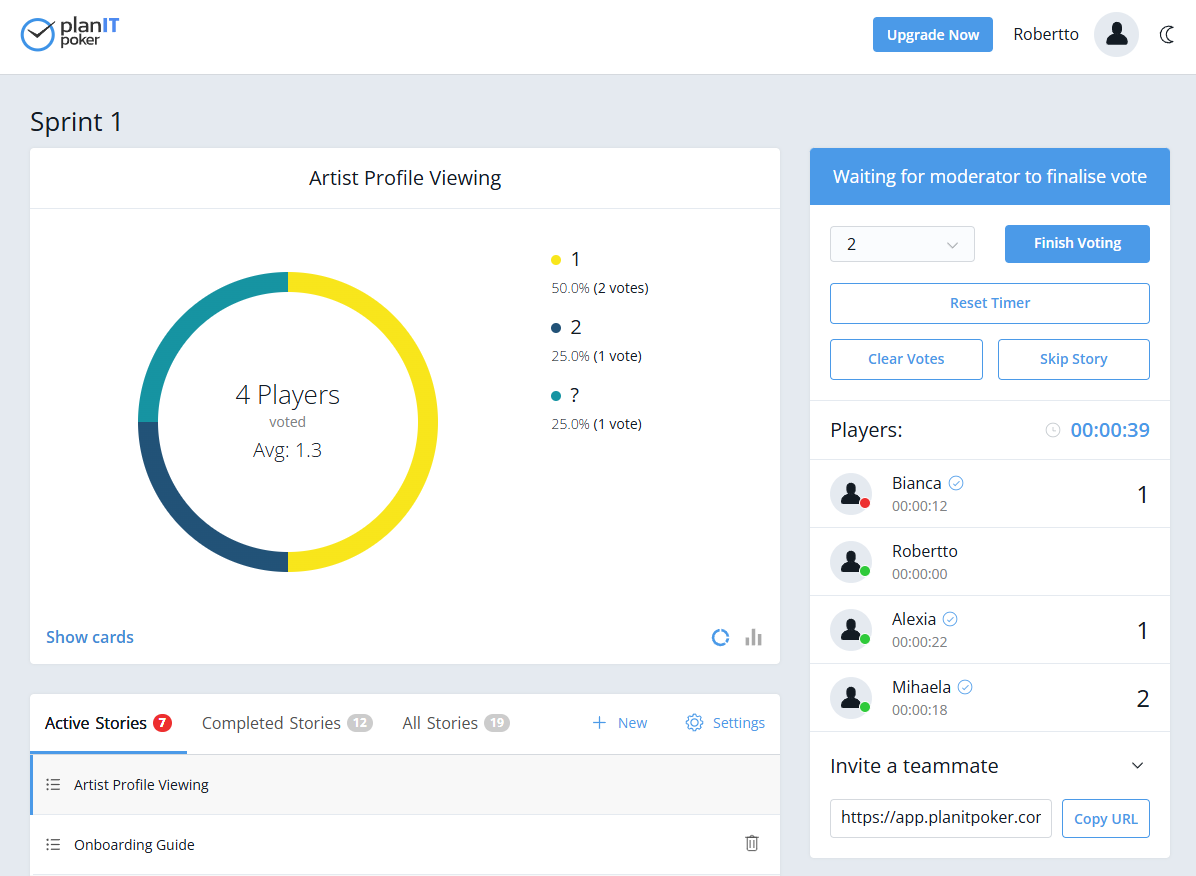 planIT
poker
Upgrade Now
Robertto
Sprint 1
Artist Profile Viewing
4 Players
voted
Avg: 1.3
1
50.0% (2 votes)
2
25.0% (1 vote)
?
25.0% (1 vote)
Show cards
Waiting for moderator to finalise vote
2
Finish Voting
Reset Timer
Clear Votes
Skip Story
Players:
00:00:39
Bianca
00:00:12
1
Robertto
00:00:00
Alexia
00:00:22
1
Mihaela
00:00:18
2
Invite a teammate
https://app.planitpoker.cor
Copy URL
Active Stories 7
Completed Stories 12
All Stories 19
New
Settings
Artist Profile Viewing
Onboarding Guide